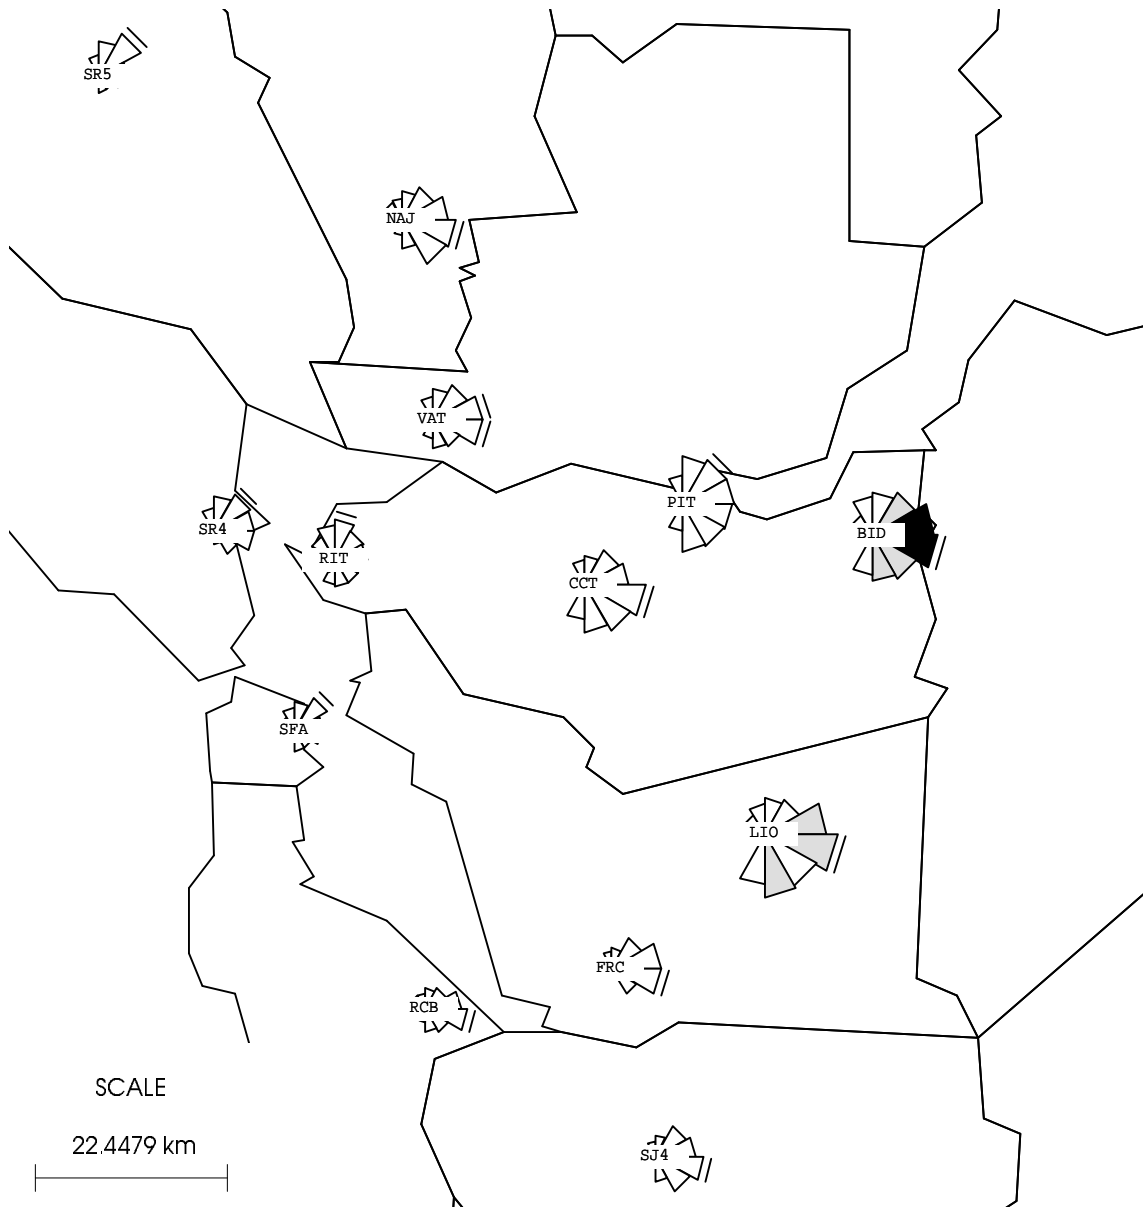 SR5
NAJ
VAT
PIT
SR4
BID
RIT
CCT
SFA
LIO
FRC
RCB
SCALE
22.4479 km
SJ4